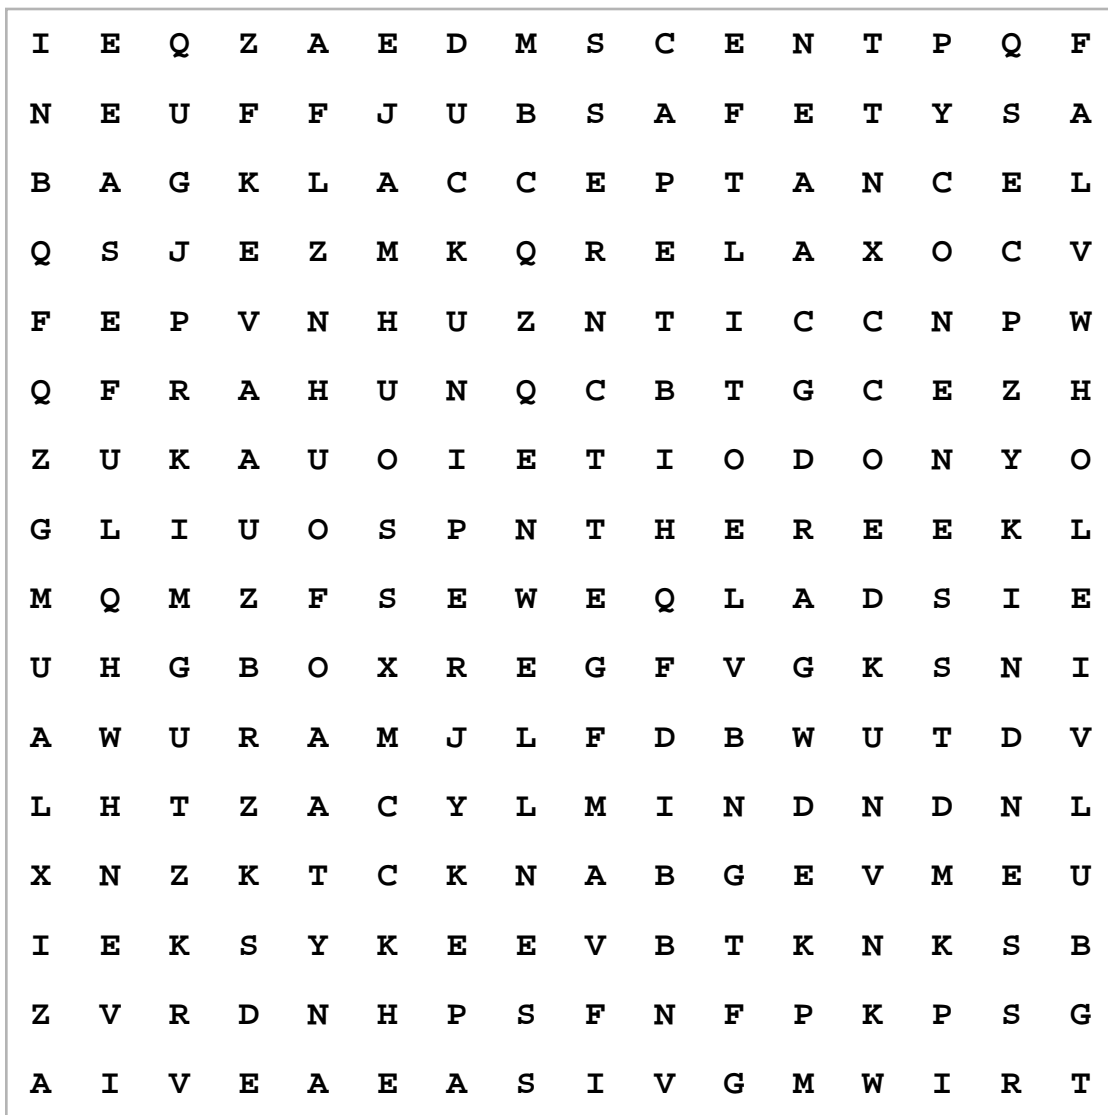 I E Q Z A E D M S C E N T P Q F
N E U F F J U B S A F E T Y S A
B A G K L A C C E P T A N C E L
Q S J E Z M K Q R E L A X O C V
F E P V N H U Z N T I C C N P W
Q F R A H U N Q C B T G C E Z H
Z U K A U O I E T I O D O N Y O
G L I U O S P N T H E R E E K L
M Q M Z F S E W E Q L A D S I E
U H G B O X R E G F V G K S N I
A W U R A M J L F D B W U T D V
L H T Z A C Y L M I N D N D N L
X N Z K T C K N A B G E V M E U
I E K S Y K E E V B T K N K S B
Z V R D N H P S F N F P K P S G
A I V E A E A S I V G M W I R T